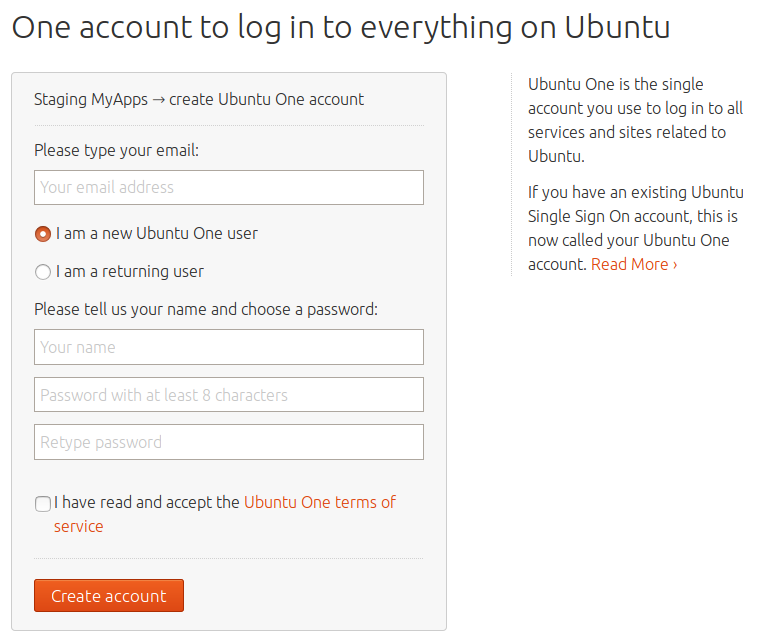 One account to log in to everything on Ubuntu
Staging MyApps → create Ubuntu One account
Please type your email:
Your email address
I am a new Ubuntu One user
I am a returning user
Please tell us your name and choose a password:
Your name
Password with at least 8 characters
Retype password
I have read and accept the Ubuntu One terms of
service
Create account
Ubuntu One is the single
account you use to log in to all
services and sites related to
Ubuntu.
If you have an existing Ubuntu
Single Sign On account, this is
now called your Ubuntu One
account. Read More ›